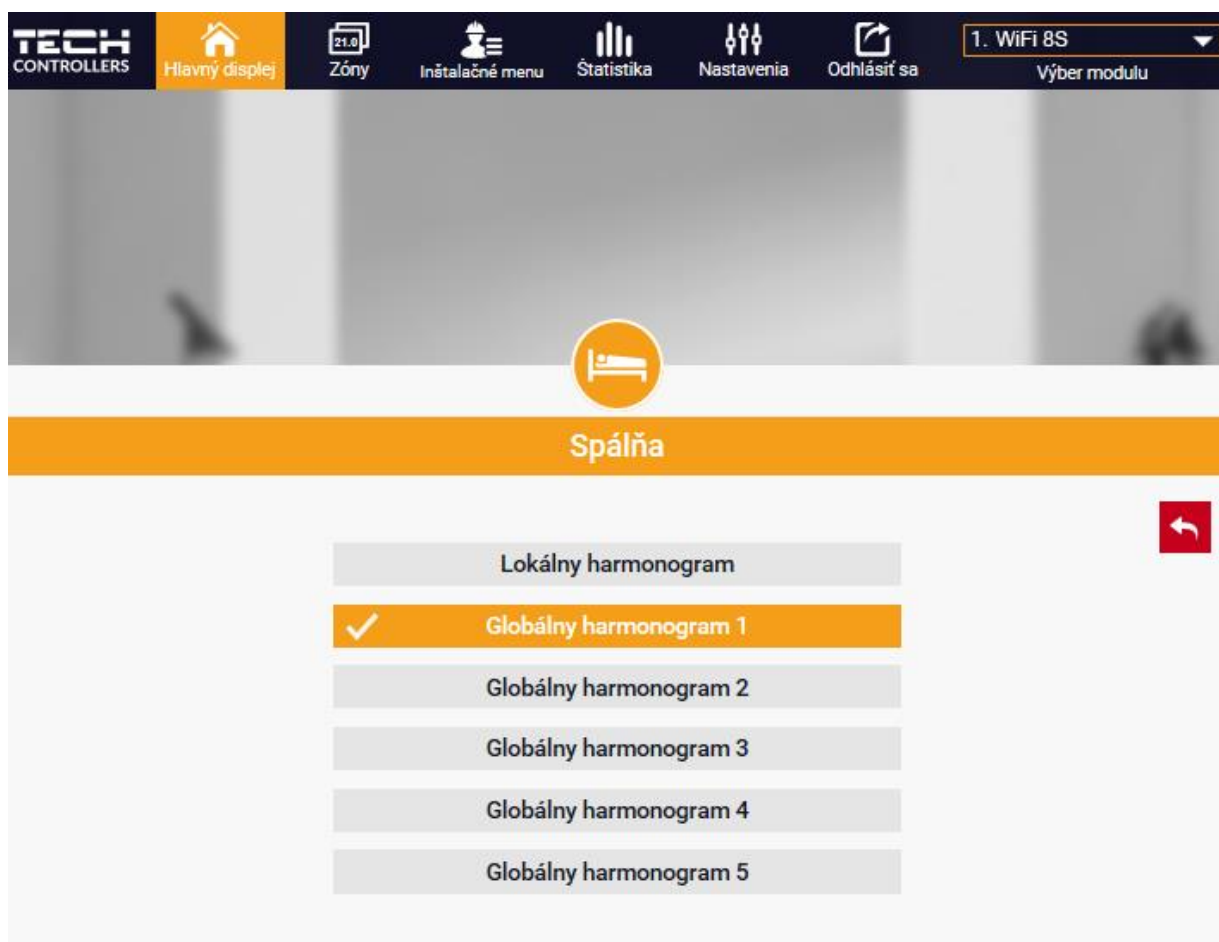 TECH
CONTROLLERS
Hlavný displej
21.0
Zóny
Inštalačné menu
Štatistika
Nastavenia
Odhlásiť sa
1. WiFi 8S
Výber modulu
Spálňa
Lokálny harmonogram
Globálny harmonogram 1
Globálny harmonogram 2
Globálny harmonogram 3
Globálny harmonogram 4
Globálny harmonogram 5